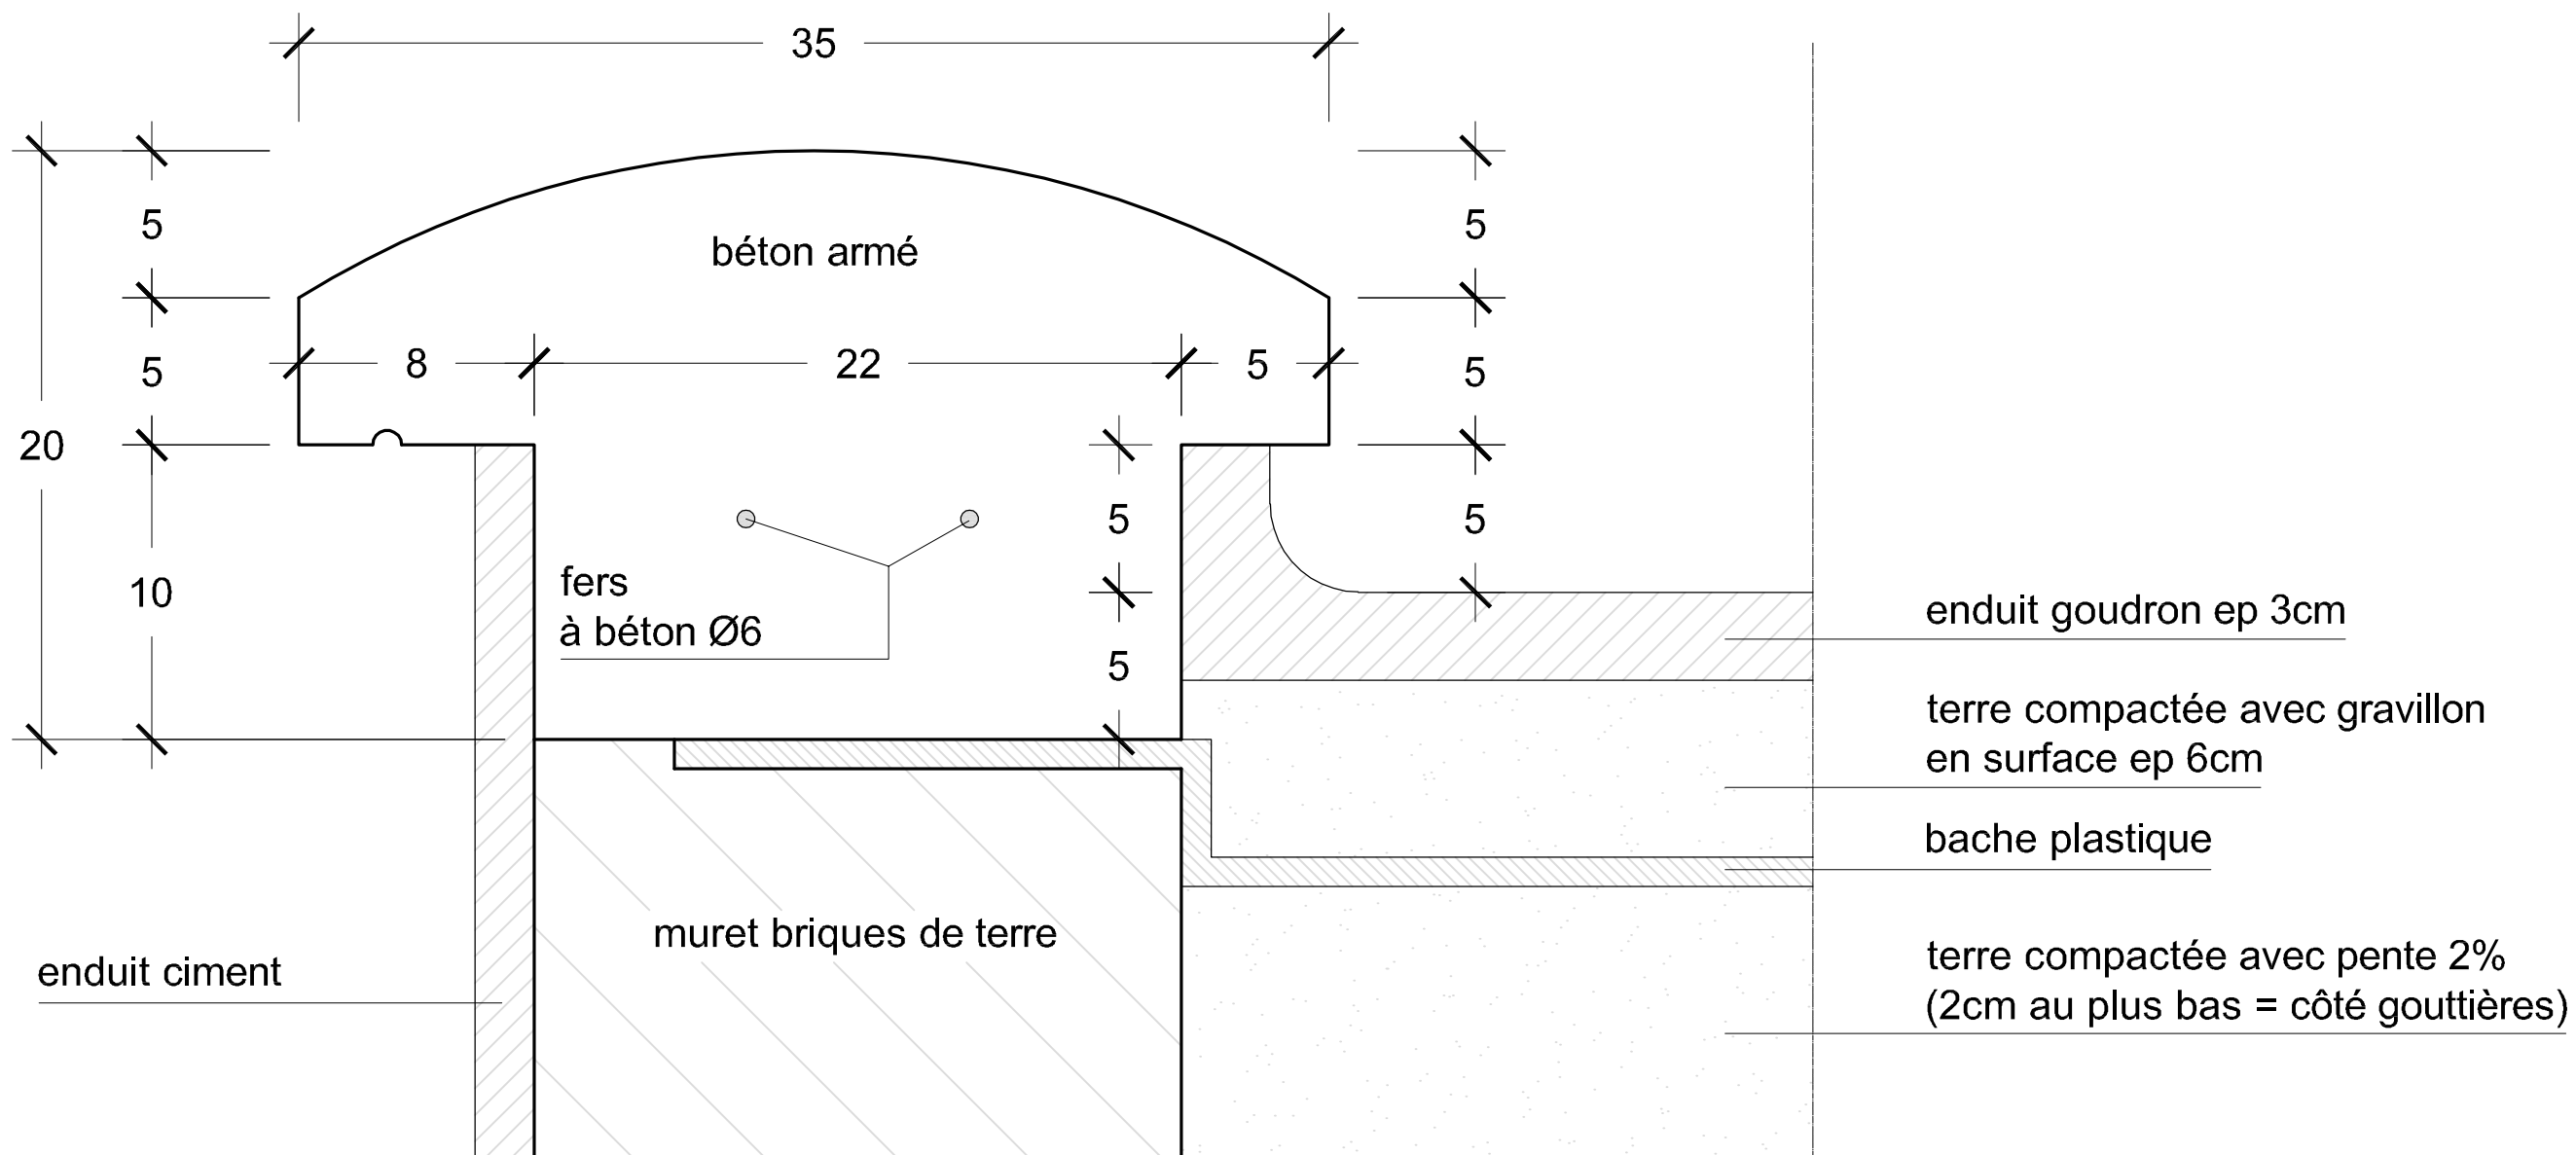 35
5
5
béton armé
5
8
22
5
5
20
5
5
fers
10
à béton Ø6
enduit goudron ep 3cm
5
terre compactée avec gravillon
en surface ep 6cm
bache plastique
muret briques de terre
enduit ciment
terre compactée avec pente 2%
(2cm au plus bas = côté gouttières)